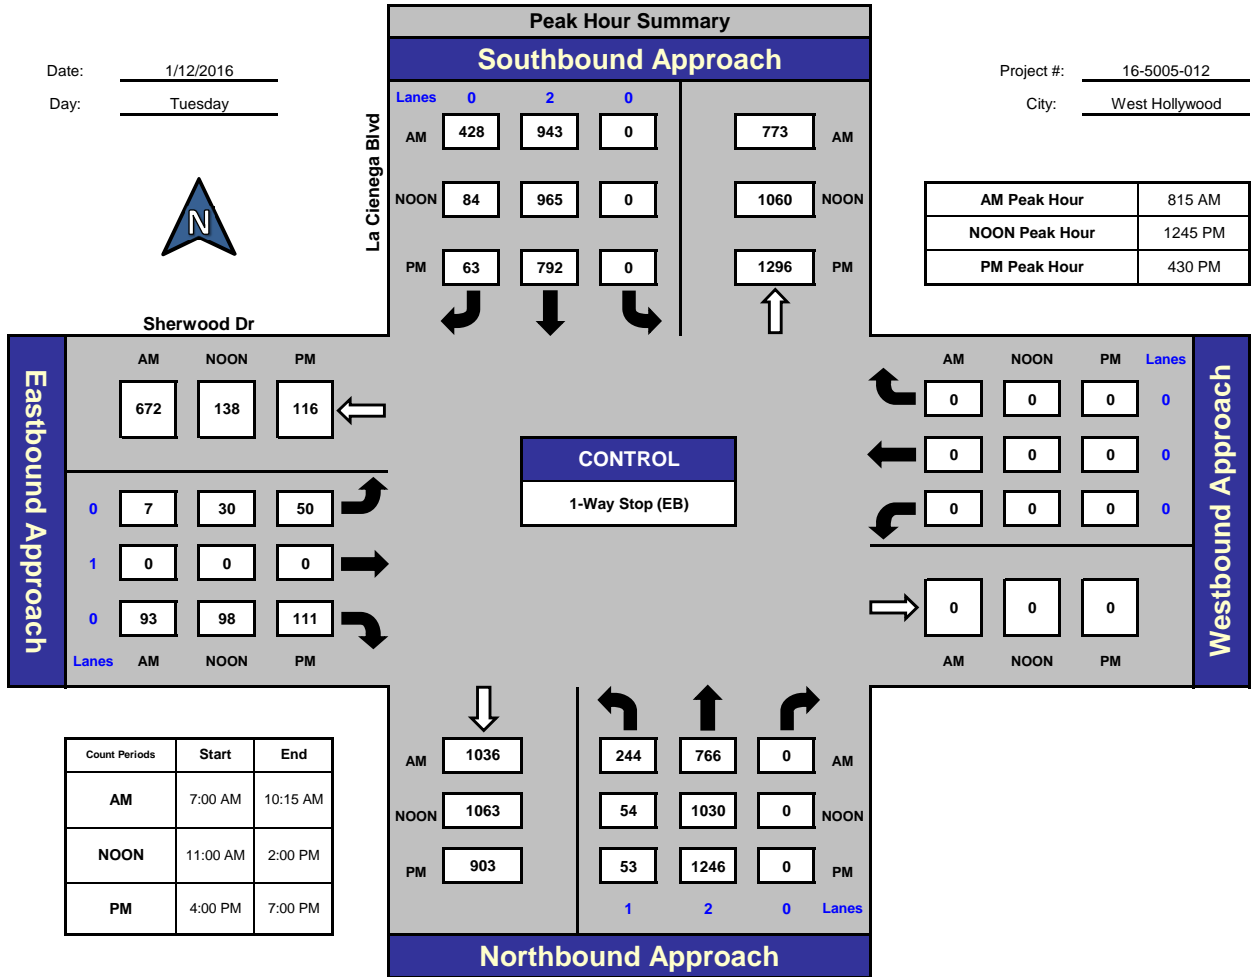 Peak Hour Summary
Southbound Approach
Date: 1/12/2016
Day: Tuesday
Project #: 16-5005-012
City: West Hollywood
La Cienega Blvd
Lanes 0 2 0
AM 428 943 0 773 AM
NOON 84 965 0 1060 NOON
PM 63 792 0 1296 PM
N
AM Peak Hour 815 AM
NOON Peak Hour 1245 PM
PM Peak Hour 430 PM
Sherwood Dr
Eastbound Approach
AM NOON PM
672 138 116
0 7 30 50
1 0 0 0
0 93 98 111
Lanes AM NOON PM
CONTROL
1-Way Stop (EB)
AM NOON PM Lanes
0 0 0 0
0 0 0 0
0 0 0 0
0 0 0
AM NOON PM
Westbound Approach
Count Periods Start End
AM 7:00 AM 10:15 AM
NOON 11:00 AM 2:00 PM
PM 4:00 PM 7:00 PM
AM 1036 244 766 0 AM
NOON 1063 54 1030 0 NOON
PM 903 53 1246 0 PM
1 2 0 Lanes
Northbound Approach